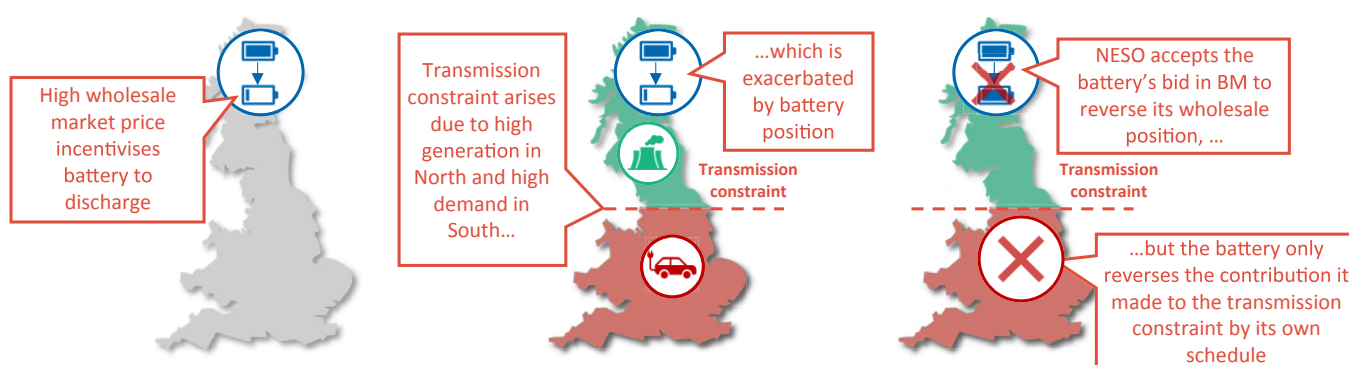 High wholesale
market price
incentivises
battery to
discharge
Transmission
constraint arises
due to high
generation in
North and high
demand in
South…
…which is
exacerbated
by battery
position
Transmission
constraint
NESO accepts the
battery’s bid in BM to
reverse its wholesale
position, …
Transmission
constraint
…but the battery only
reverses the contribution it
made to the transmission
constraint by its own
schedule